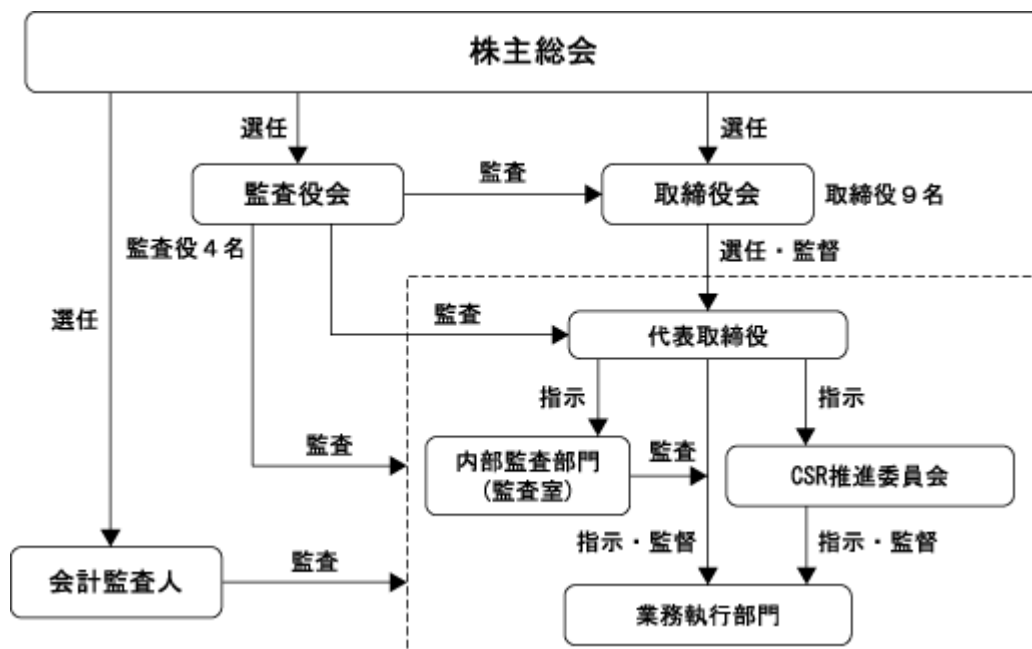 株主総会
選任
選任
監査役会
監査
取締役会
取締役９名
監査役４名
選任・監督
選任
監査
代表取締役
指示
指示
監査
内部監査部門
(監査室)
監査
CSR推進委員会
指示・監督
指示・監督
会計監査人
監査
業務執行部門